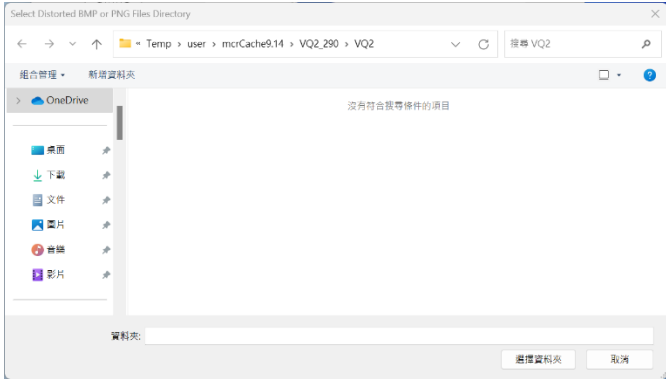 Select Distorted BMP or PNG Files Directory
« Temp › user › mcrCache9.14 › VQ2_290 › VQ2
搜尋 VQ2
組合管理 新增資料夾
OneDrive
沒有符合搜尋條件的項目
桌面
下載
文件
圖片
音樂
影片
資料夾:
選擇資料夾 取消